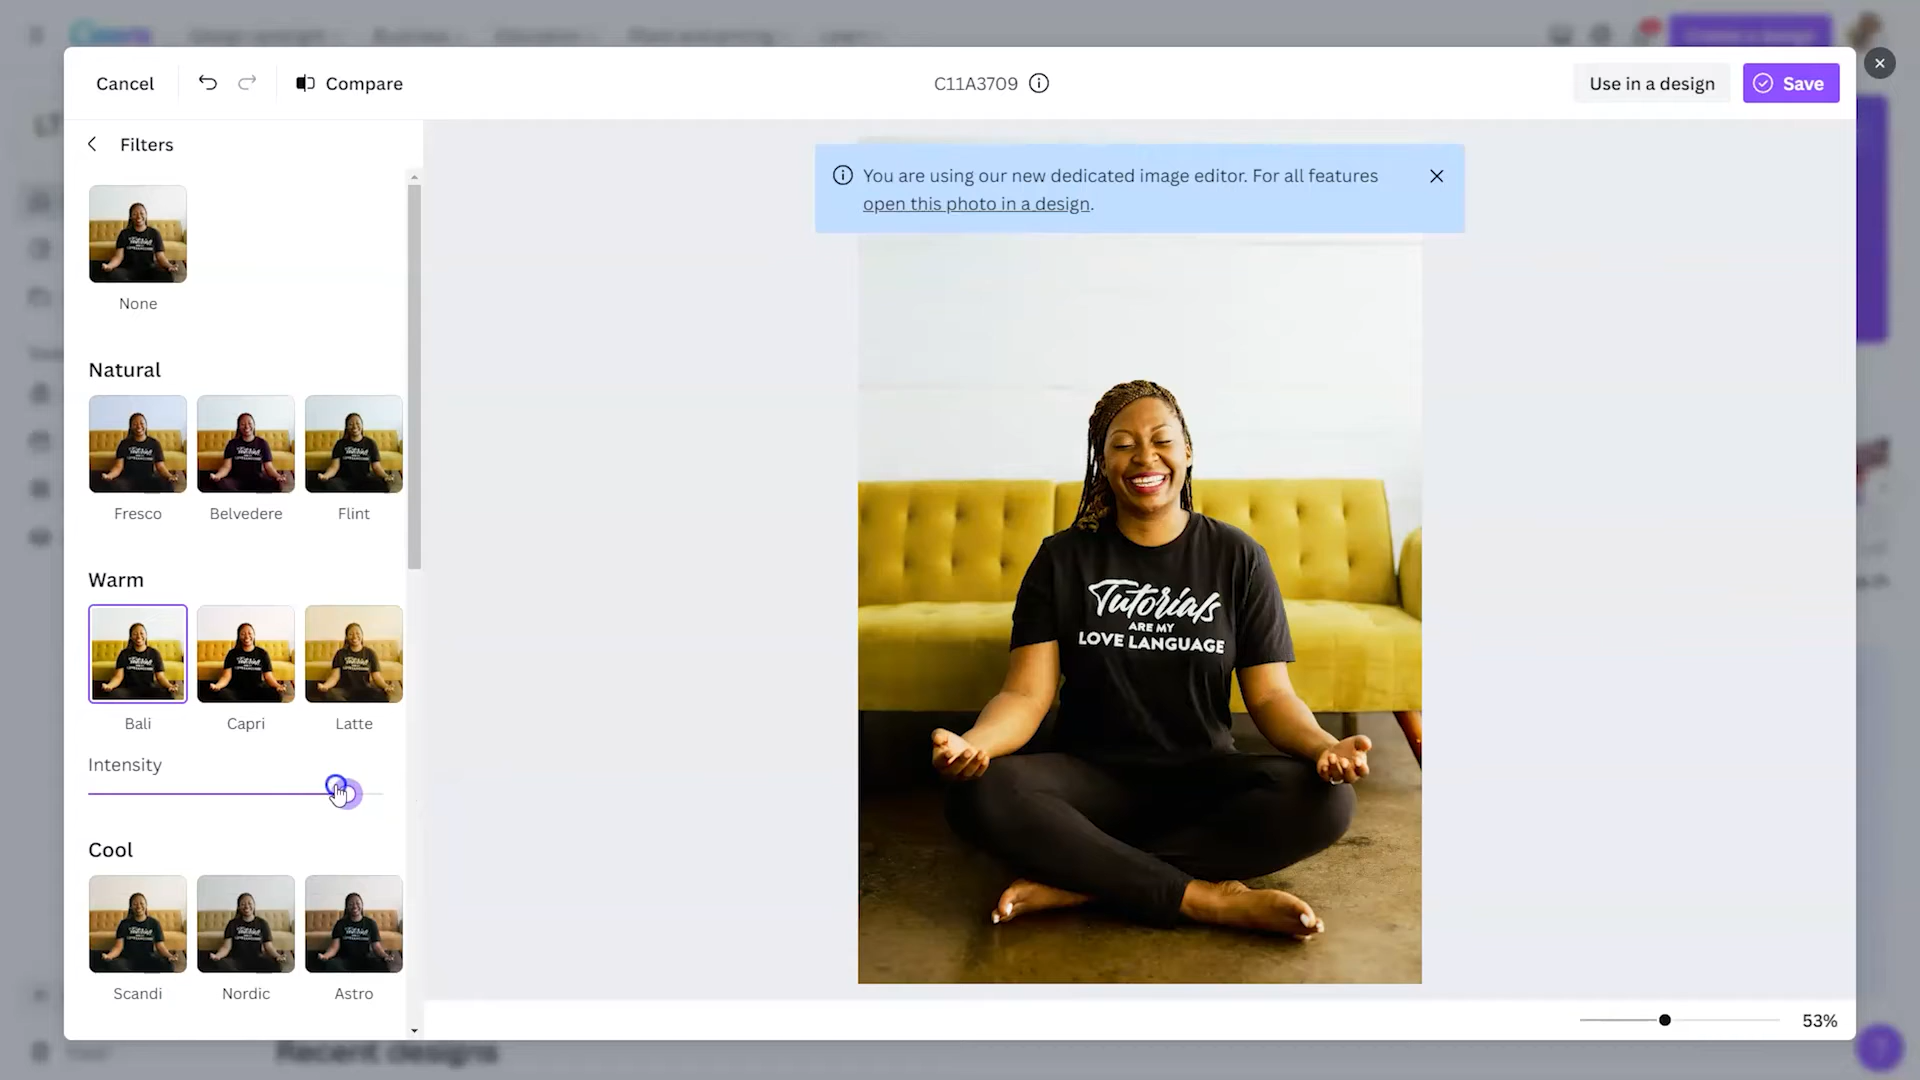 Cancel
Compare
C11A3709
Use in a design
Save
Filters
You are using our new dedicated image editor. For all features
open this photo in a design.
None
Natural
Fresco
Belvedere
Flint
Warm
Bali
Capri
Latte
Intensity
Cool
Scandi
Nordic
Astro
Tutorials
ARE MY
LOVE LANGUAGE
53%
Recent designs